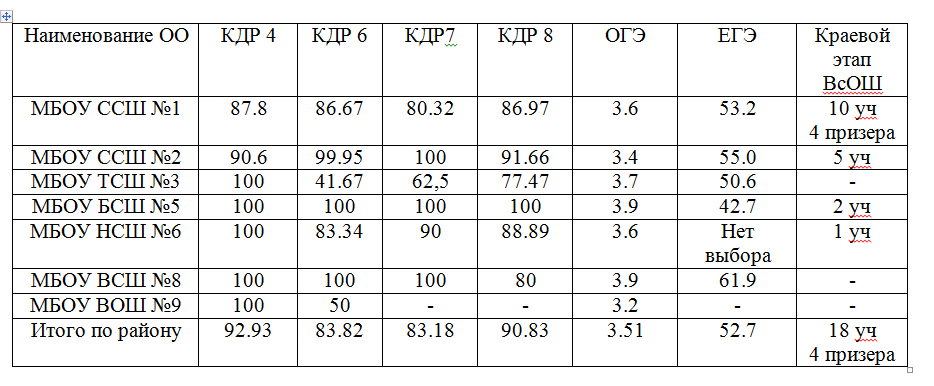 Наименование ОО КДР 4 КДР 6 КДР7 КДР 8 ОГЭ ЕГЭ Краевой
этап
ВсОШ
МБОУ ССШ №1 87.8 86.67 80.32 86.97 3.6 53.2 10 уч
4 призера
МБОУ ССШ №2 90.6 99.95 100 91.66 3.4 55.0 5 уч
МБОУ ТСШ №3 100 41.67 62,5 77.47 3.7 50.6 -
МБОУ БСШ №5 100 100 100 100 3.9 42.7 2 уч
МБОУ НСШ №6 100 83.34 90 88.89 3.6 Нет 1 уч
выбора
МБОУ ВСШ №8 100 100 100 80 3.9 61.9 -
МБОУ ВОШ №9 100 50 - - 3.2 - -
Итого по району 92.93 83.82 83.18 90.83 3.51 52.7 18 уч
4 призера